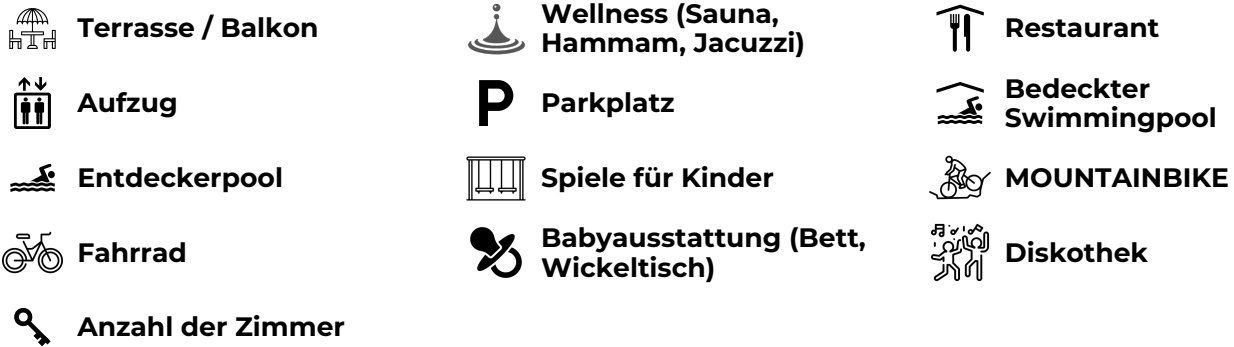 Terrasse / Balkon
Wellness (Sauna,
Hammam, Jacuzzi)
Restaurant
Aufzug
P Parkplatz
Bedeckter
Swimmingpool
Entdeckerpool
Spiele für Kinder
MOUNTAINBIKE
Fahrrad
Babyausstattung (Bett,
Wickeltisch)
Diskothek
Anzahl der Zimmer